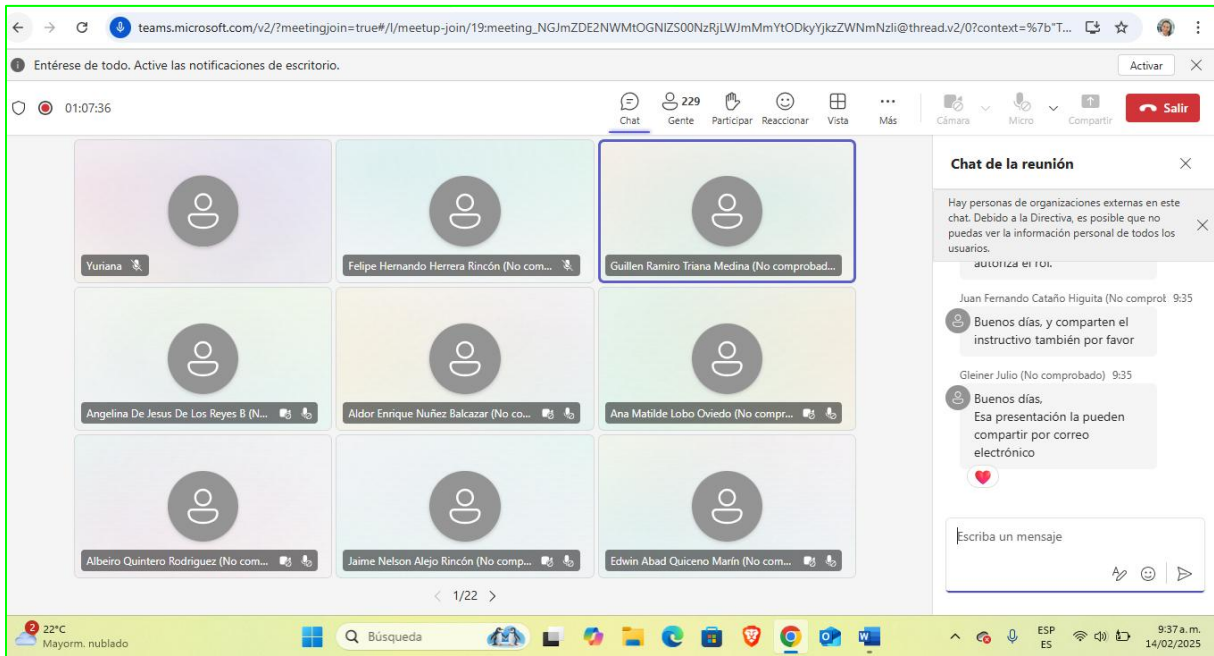 teams.microsoft.com/v2/?meetingjoin=true#/l/meetup-join/19:meeting_NGJmZDE2NWMtOGNlZS00NzRjLWJmMmYtODkyYjkzZWNmNzli@thread.v2/0?context=%7b"T...
Entérese de todo. Active las notificaciones de escritorio.
Activar
01:07:36
Chat
229
Gente
Participar
Reaccionar
Vista
Más
Cámara
Micro
Compartir
Salir
Yuriana
Felipe Hernando Herrera Rincón (No com...
Guillen Ramiro Triana Medina (No comprobad...
Angelina De Jesus De Los Reyes B (N...
Aldor Enrique Nuñez Balcazar (No co...
Ana Matilde Lobo Oviedo (No compr...
Albeiro Quintero Rodriguez (No com...
Jaime Nelson Alejo Rincón (No comp...
Edwin Abad Quiceno Marín (No com...
1/22
Chat de la reunión
Hay personas de organizaciones externas en este
chat. Debido a la Directiva, es posible que no
puedas ver la información personal de todos los
usuarios.
autoriza el rol.
Juan Fernando Cataño Higuita (No comprob 9:35
Buenos días, y comparten el
instructivo también por favor
Gleiner Julio (No comprobado) 9:35
Buenos días,
Esa presentación la pueden
compartir por correo
electrónico
Escriba un mensaje
2
22°C
Mayorm. nublado
Búsqueda
ESP
ES
9:37 a.m.
14/02/2025